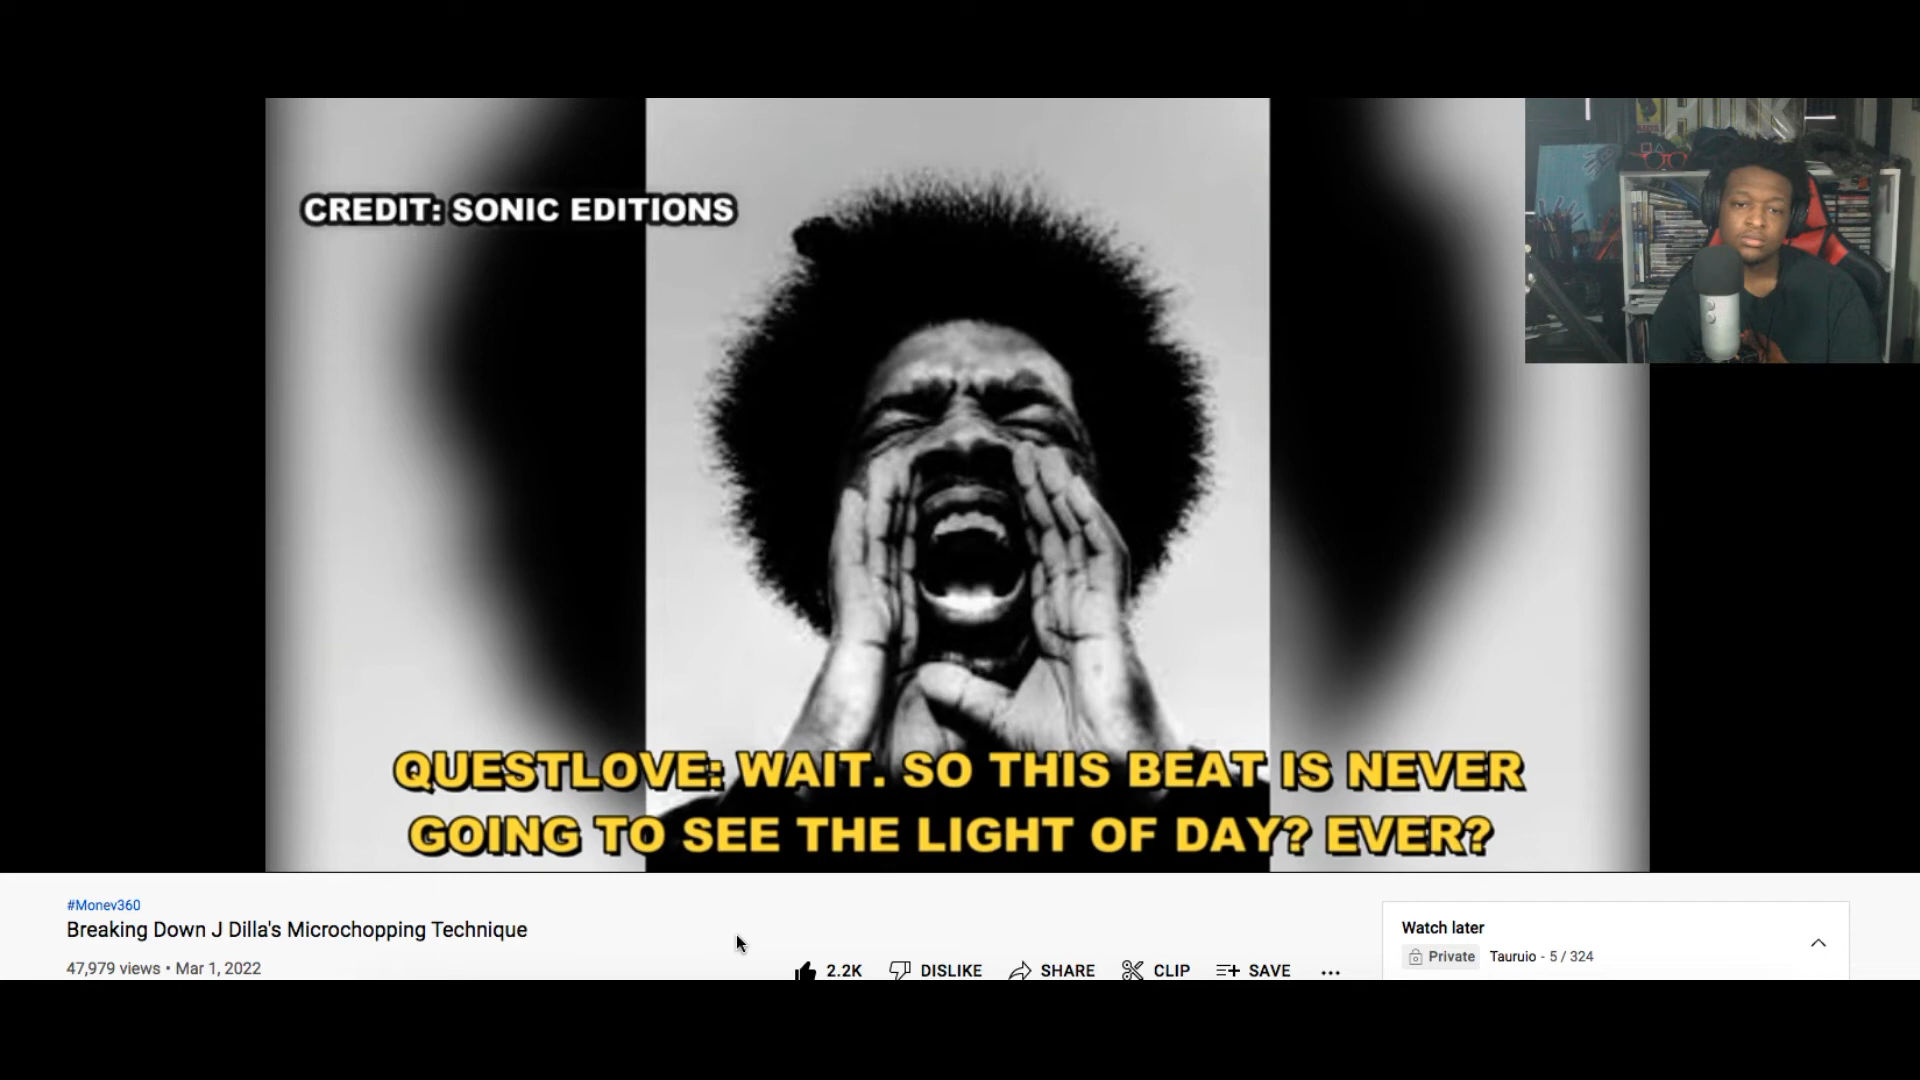 CREDIT: SONIC EDITIONS
QUESTLOVE: WAIT. SO THIS BEAT IS NEVER
GOING TO SEE THE LIGHT OF DAY? EVER?
#Monev360
Breaking Down J Dilla's Microchopping Technique
47,979 views • Mar 1, 2022
2.2K DISLIKE SHARE CLIP SAVE ...
Watch later
Private Tauruio - 5 / 324